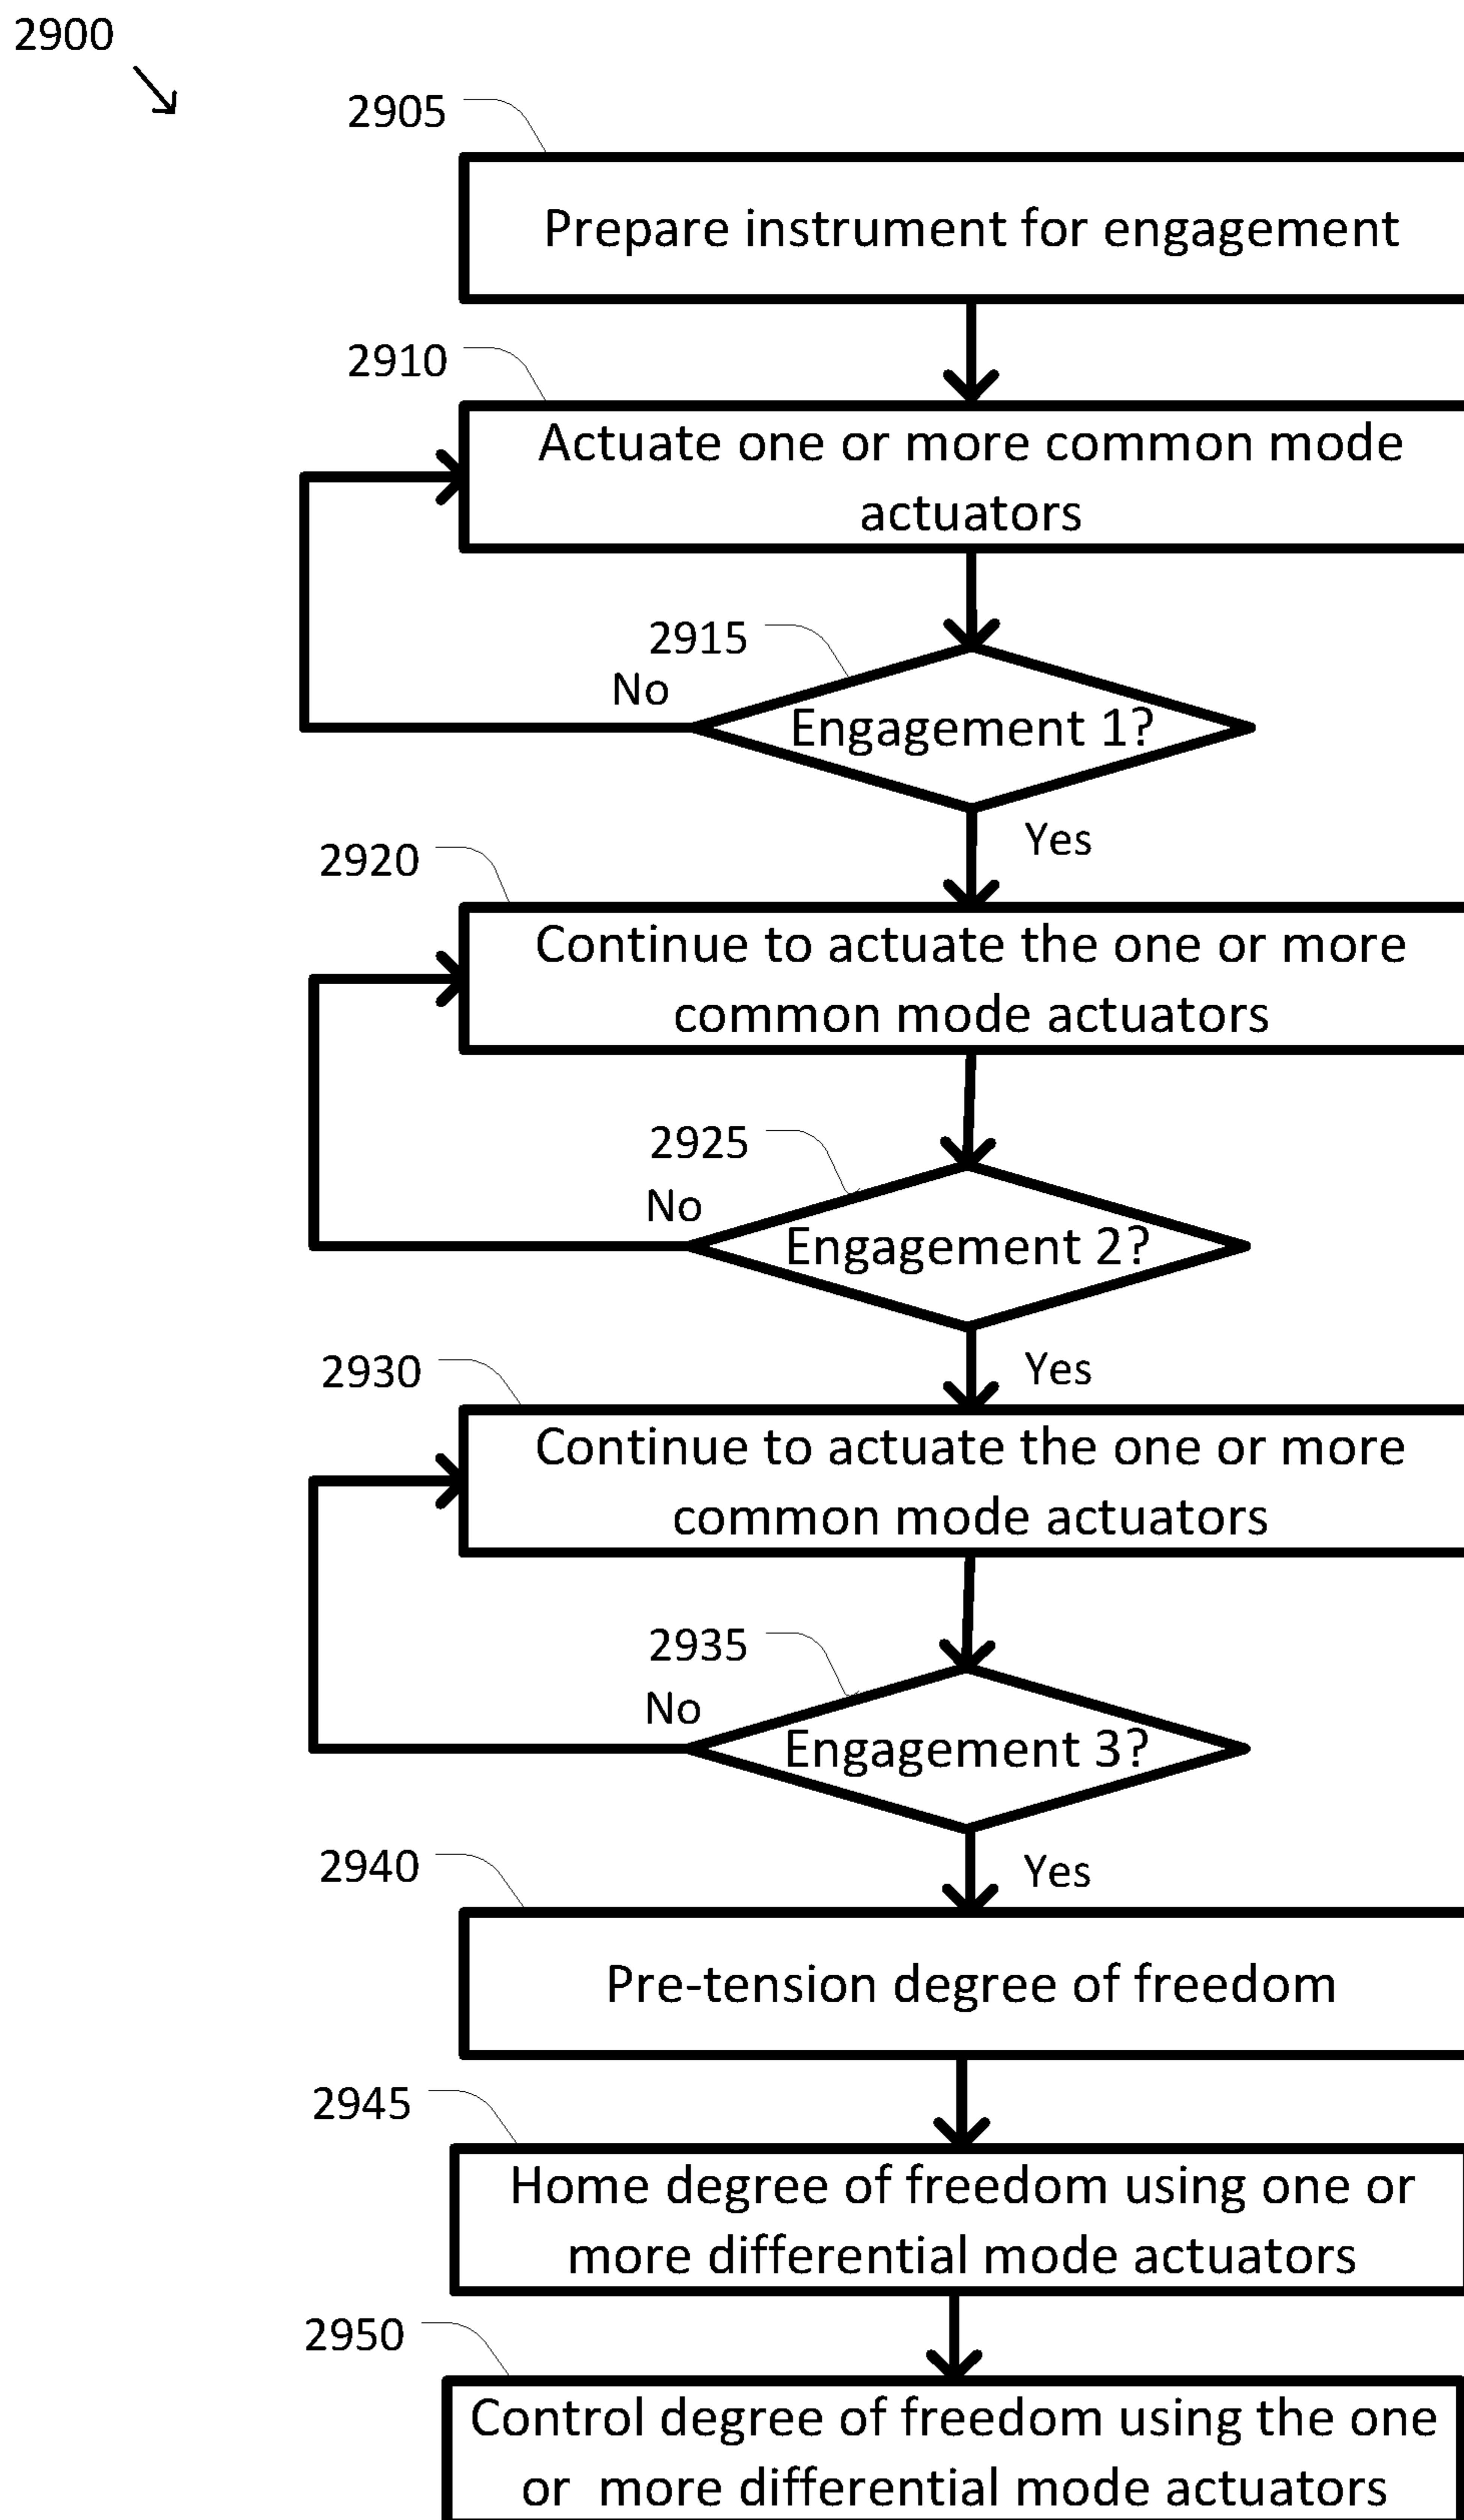 2900
2905
Prepare instrument for engagement
2910
Actuate one or more common mode
actuators
2915
No
Engagement 1?
Yes
2920
Continue to actuate the one or more
common mode actuators
2925
No
Engagement 2?
Yes
2930
Continue to actuate the one or more
common mode actuators
2935
No
Engagement 3?
Yes
2940
Pre-tension degree of freedom
2945
Home degree of freedom using one or
more differential mode actuators
2950
Control degree of freedom using the one
or more differential mode actuators